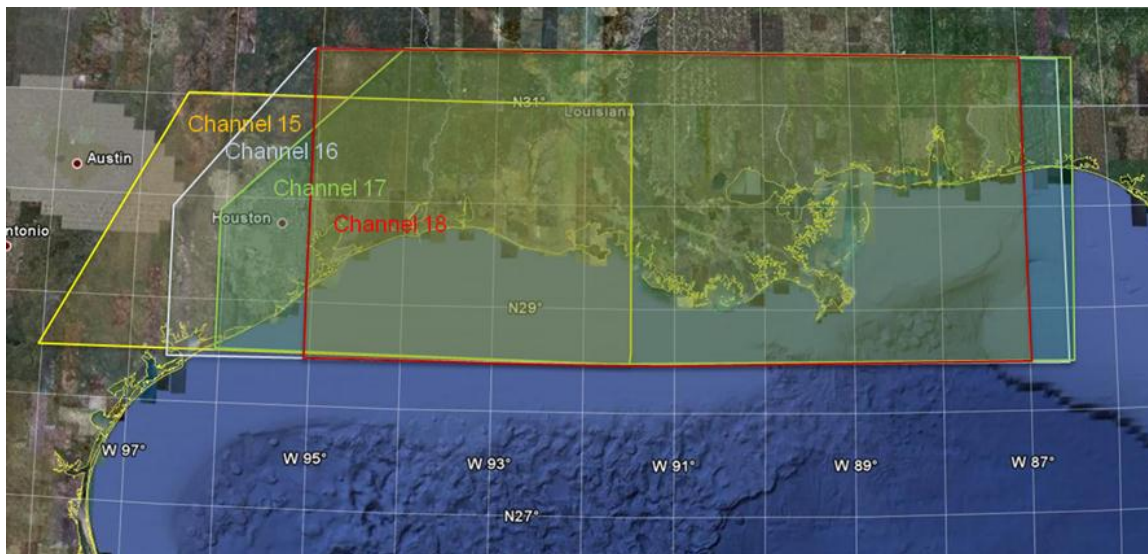 N31°
Louisiana
Channel 15
Channel 16
Austin
Channel 17
Houston
Channel 18
ntonio
N29°
W 97°
W 95°
W 93°
W 91°
W 89°
W 87°
N27°